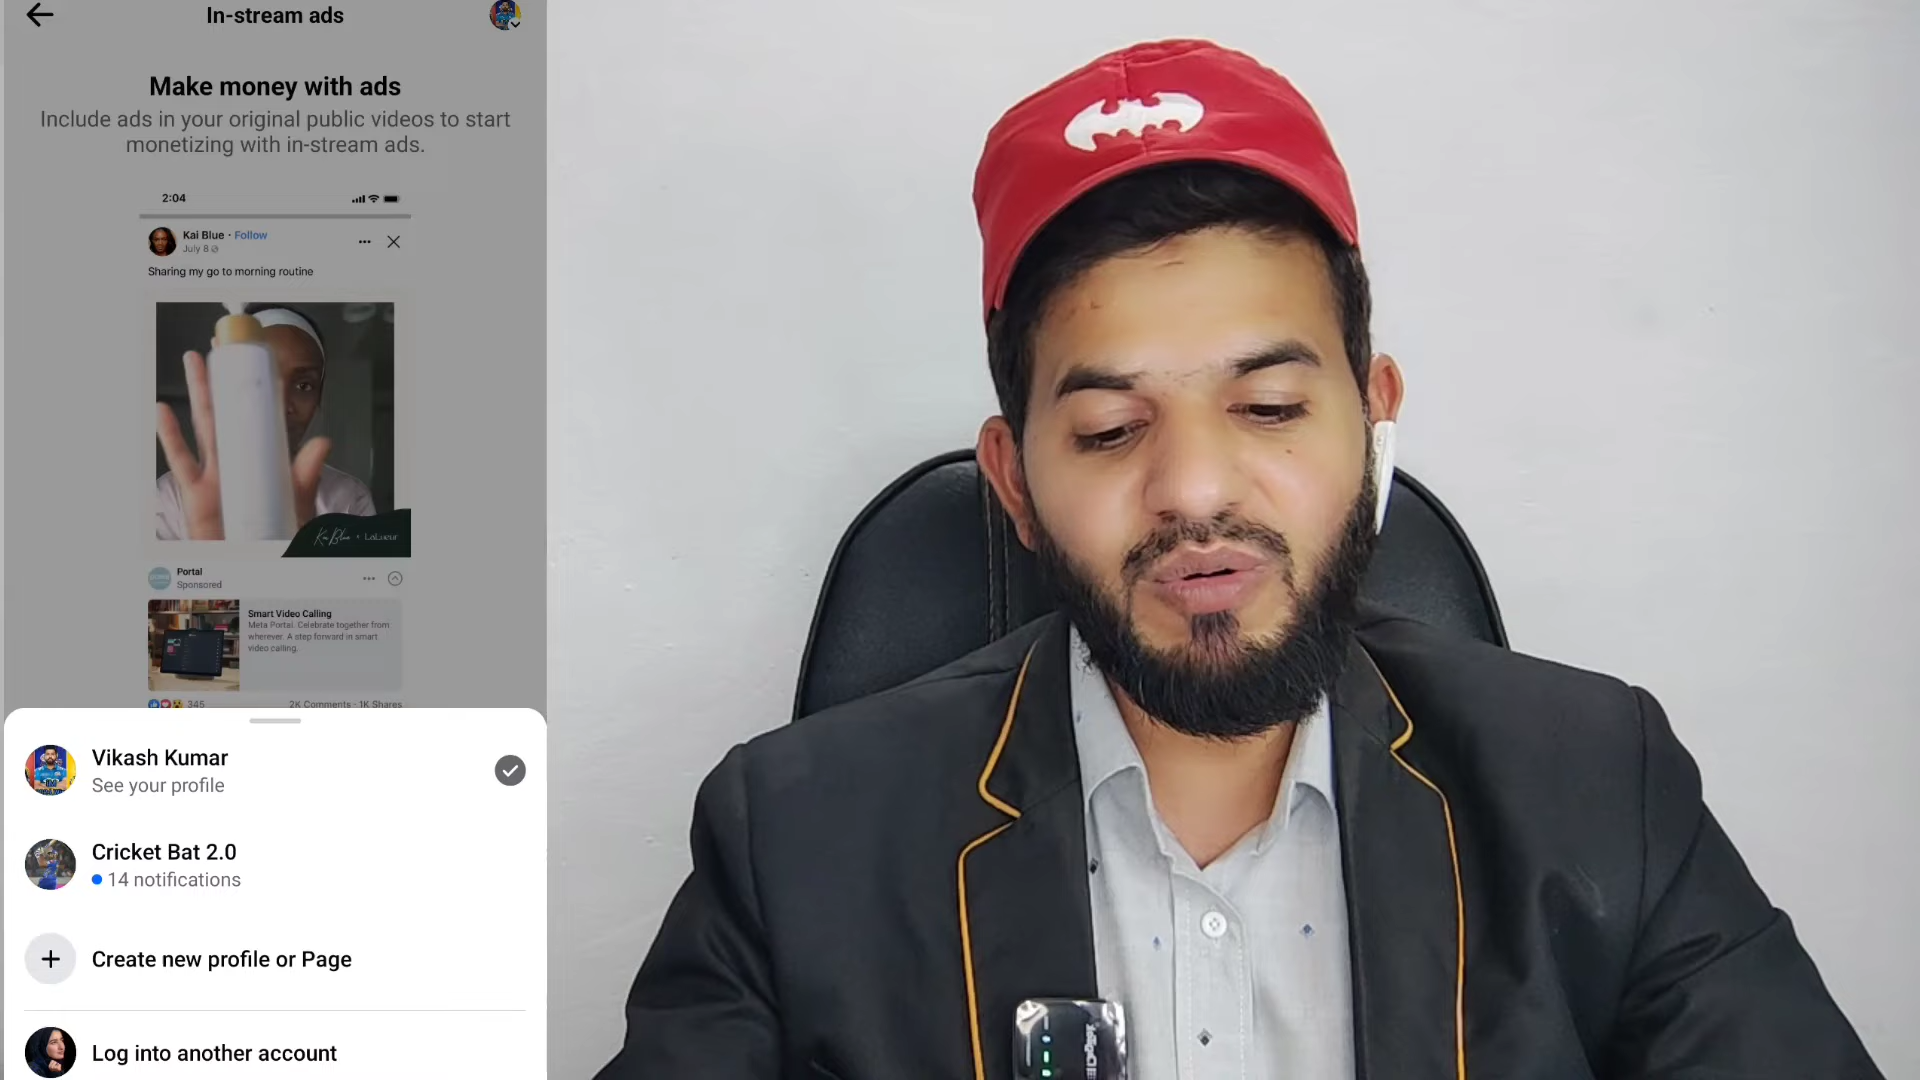 In-stream ads
Make money with ads
Include ads in your original public videos to start
monetizing with in-stream ads.
2:04
Kai Blue · Follow
July 8
Sharing my go to morning routine
Kai Blue × LaLueur
Portal
Sponsored
Smart Video Calling
Meta Portal. Celebrate together from
wherever. A step forward in smart
video calling.
345
2K Comments · 1K Shares
Vikash Kumar
See your profile
Cricket Bat 2.0
14 notifications
Create new profile or Page
Log into another account